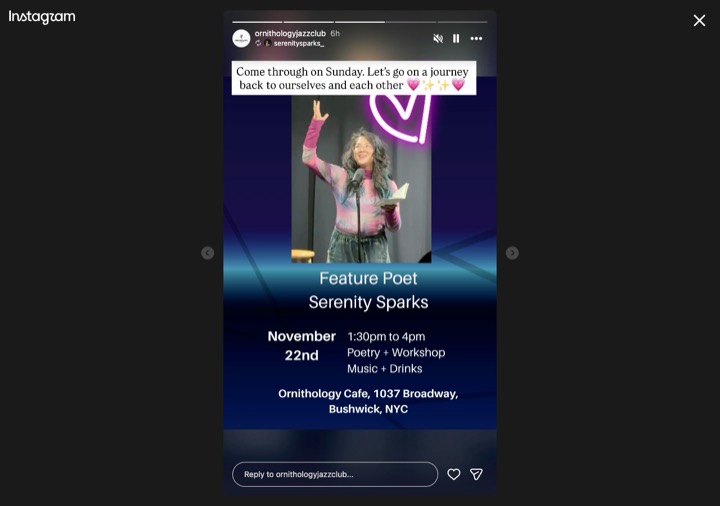 Instagram
ornithologyjazzclub 6h
serenitysparks_
Come through on Sunday. Let's go on a journey
back to ourselves and each other 💗✨✨💗
Feature Poet
Serenity Sparks
November
22nd
1:30pm to 4pm
Poetry + Workshop
Music + Drinks
Ornithology Cafe, 1037 Broadway,
Bushwick, NYC
Reply to ornithologyjazzclub...